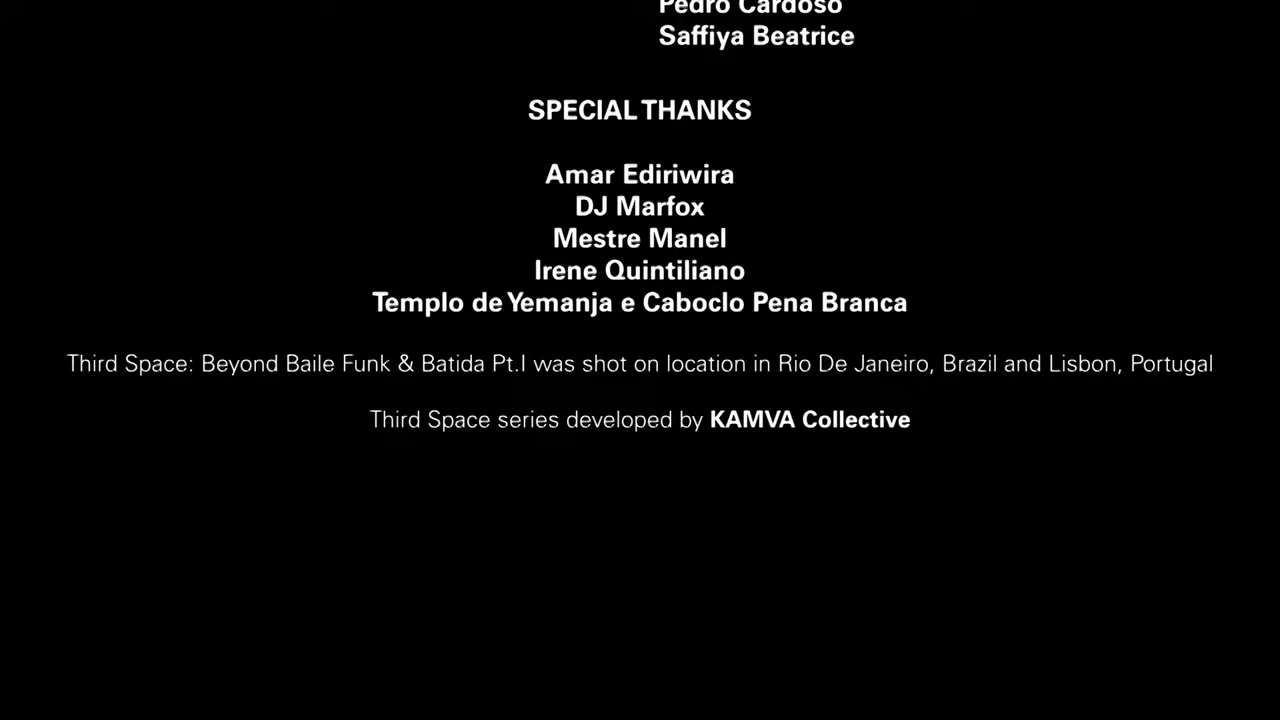 Pedro Cardoso
Saffiya Beatrice
SPECIAL THANKS
Amar Ediriwira
DJ Marfox
Mestre Manel
Irene Quintiliano
Templo de Yemanja e Caboclo Pena Branca
Third Space: Beyond Baile Funk & Batida Pt.I was shot on location in Rio De Janeiro, Brazil and Lisbon, Portugal
Third Space series developed by KAMVA Collective